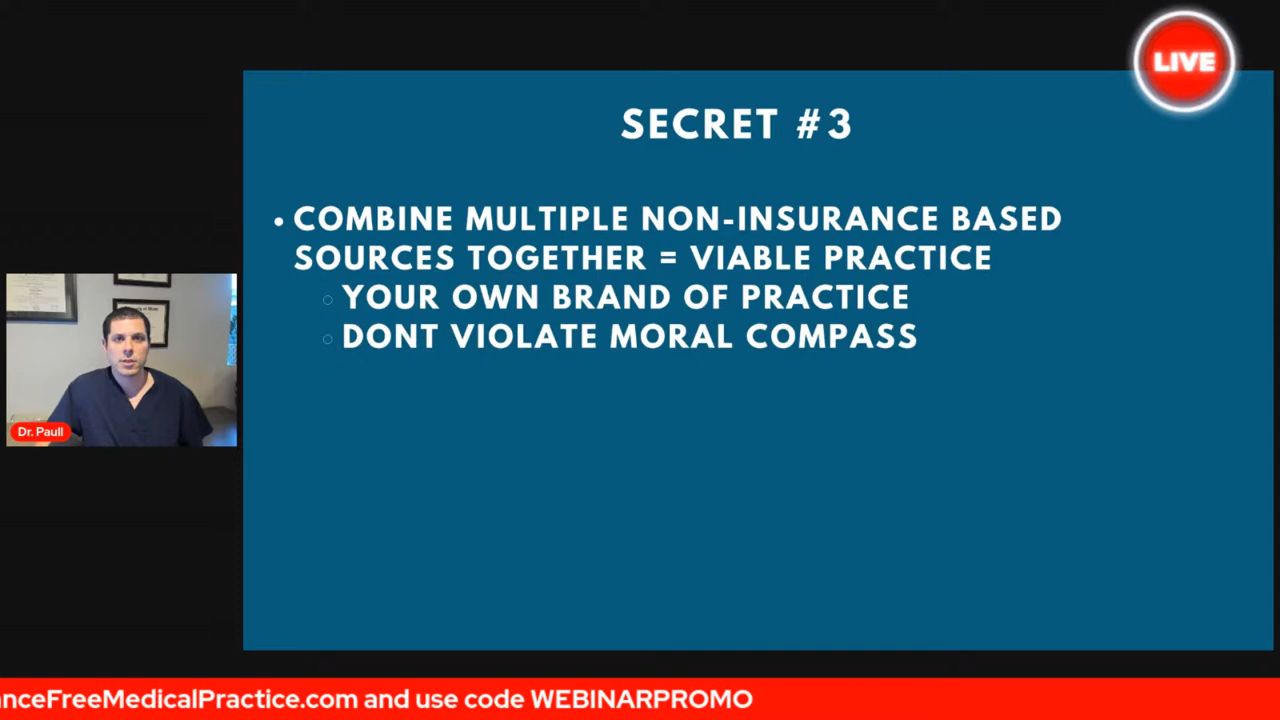 LIVE
SECRET #3
• COMBINE MULTIPLE NON-INSURANCE BASED
SOURCES TOGETHER = VIABLE PRACTICE
○ YOUR OWN BRAND OF PRACTICE
○ DONT VIOLATE MORAL COMPASS
Dr. Paull
nceFreeMedicalPractice.com and use code WEBINARPROMO